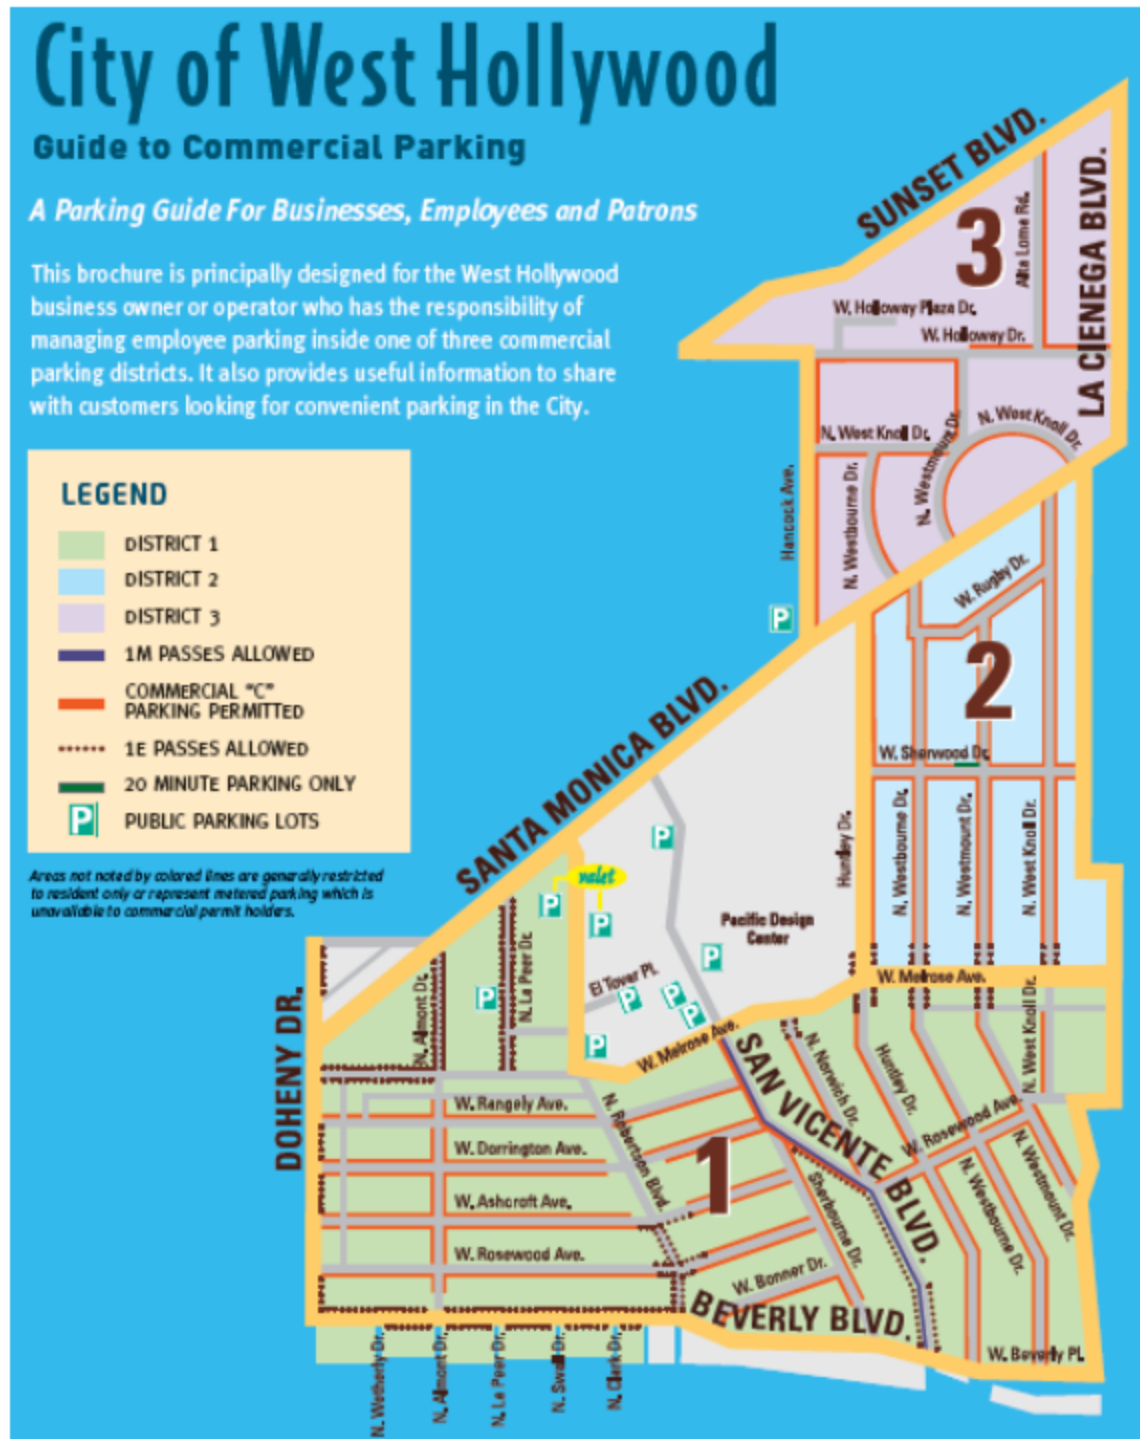 City of West Hollywood
Guide to Commercial Parking
A Parking Guide For Businesses, Employees and Patrons
This brochure is principally designed for the West Hollywood
business owner or operator who has the responsibility of
managing employee parking inside one of three commercial
parking districts. It also provides useful information to share
with customers looking for convenient parking in the City.
LEGEND
DISTRICT 1
DISTRICT 2
DISTRICT 3
1M PASSES ALLOWED
COMMERCIAL "C"
PARKING PERMITTED
1E PASSES ALLOWED
20 MINUTE PARKING ONLY
P PUBLIC PARKING LOTS
Areas not noted by colored lines are generally restricted
to resident only or represent metered parking which is
unavailable to commercial permit holders.
SUNSET BLVD.
3
Alta Loma Rd.
LA CIENEGA BLVD.
W. Holloway Plaza Dr.
W. Holloway Dr.
N. West Knoll Dr.
N. Westmount Dr.
N. West Knoll Dr.
Hancock Ave.
N. Westbourne Dr.
P
W. Rugby Dr.
2
SANTA MONICA BLVD.
W. Sherwood Dr.
Huntley Dr.
N. Westbourne Dr.
N. Westmount Dr.
N. West Knoll Dr.
P
valet
P
P
Pacific Design
Center
P
P
El Tovar Pl.
P
P
P
P
W. Melrose Ave.
W. Melrose Ave.
DOHENY DR.
N. Almont Dr.
N. La Peer Dr.
SAN VICENTE BLVD.
N. Norwich Dr.
Huntley Dr.
N. West Knoll Dr.
W. Rangely Ave.
N. Robertson Blvd.
W. Rosewood Ave.
W. Dorrington Ave.
1
N. Westmount Dr.
W. Ashcroft Ave.
Sherbourne Dr.
N. Westbourne Dr.
W. Rosewood Ave.
W. Bonner Dr.
BEVERLY BLVD.
W. Beverly Pl.
N. Wetherly Dr.
N. Almont Dr.
N. La Peer Dr.
N. Swall Dr.
N. Clark Dr.